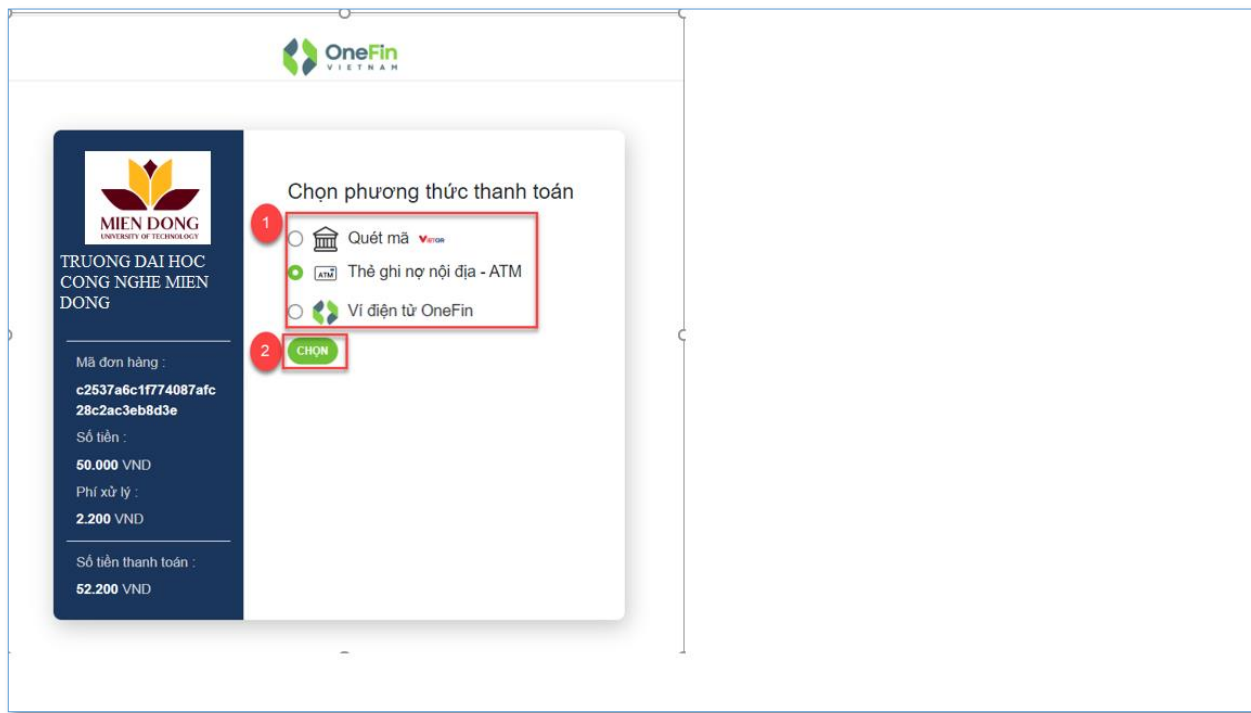 OneFin
VIETNAM
MIEN DONG
UNIVERSITY OF TECHNOLOGY
TRUONG DAI HOC
CONG NGHE MIEN
DONG
Mã đơn hàng :
c2537a6c1f774087afc
28c2ac3eb8d3e
Số tiền :
50.000 VND
Phí xử lý :
2.200 VND
Số tiền thanh toán :
52.200 VND
Chọn phương thức thanh toán
1
Quét mã VIETQR
ATM Thẻ ghi nợ nội địa - ATM
Ví điện tử OneFin
2
CHỌN